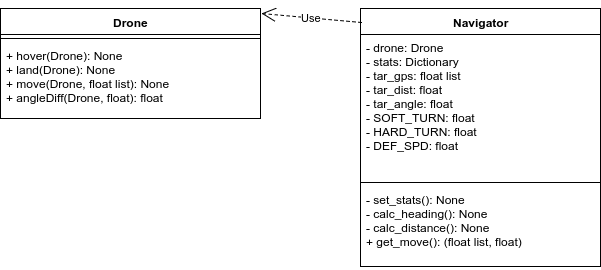 Drone
+ hover(Drone): None
+ land(Drone): None
+ move(Drone, float list): None
+ angleDiff(Drone, float): float
Use
Navigator
- drone: Drone
- stats: Dictionary
- tar_gps: float list
- tar_dist: float
- tar_angle: float
- SOFT_TURN: float
- HARD_TURN: float
- DEF_SPD: float
- set_stats(): None
- calc_heading(): None
- calc_distance(): None
+ get_move(): (float list, float)